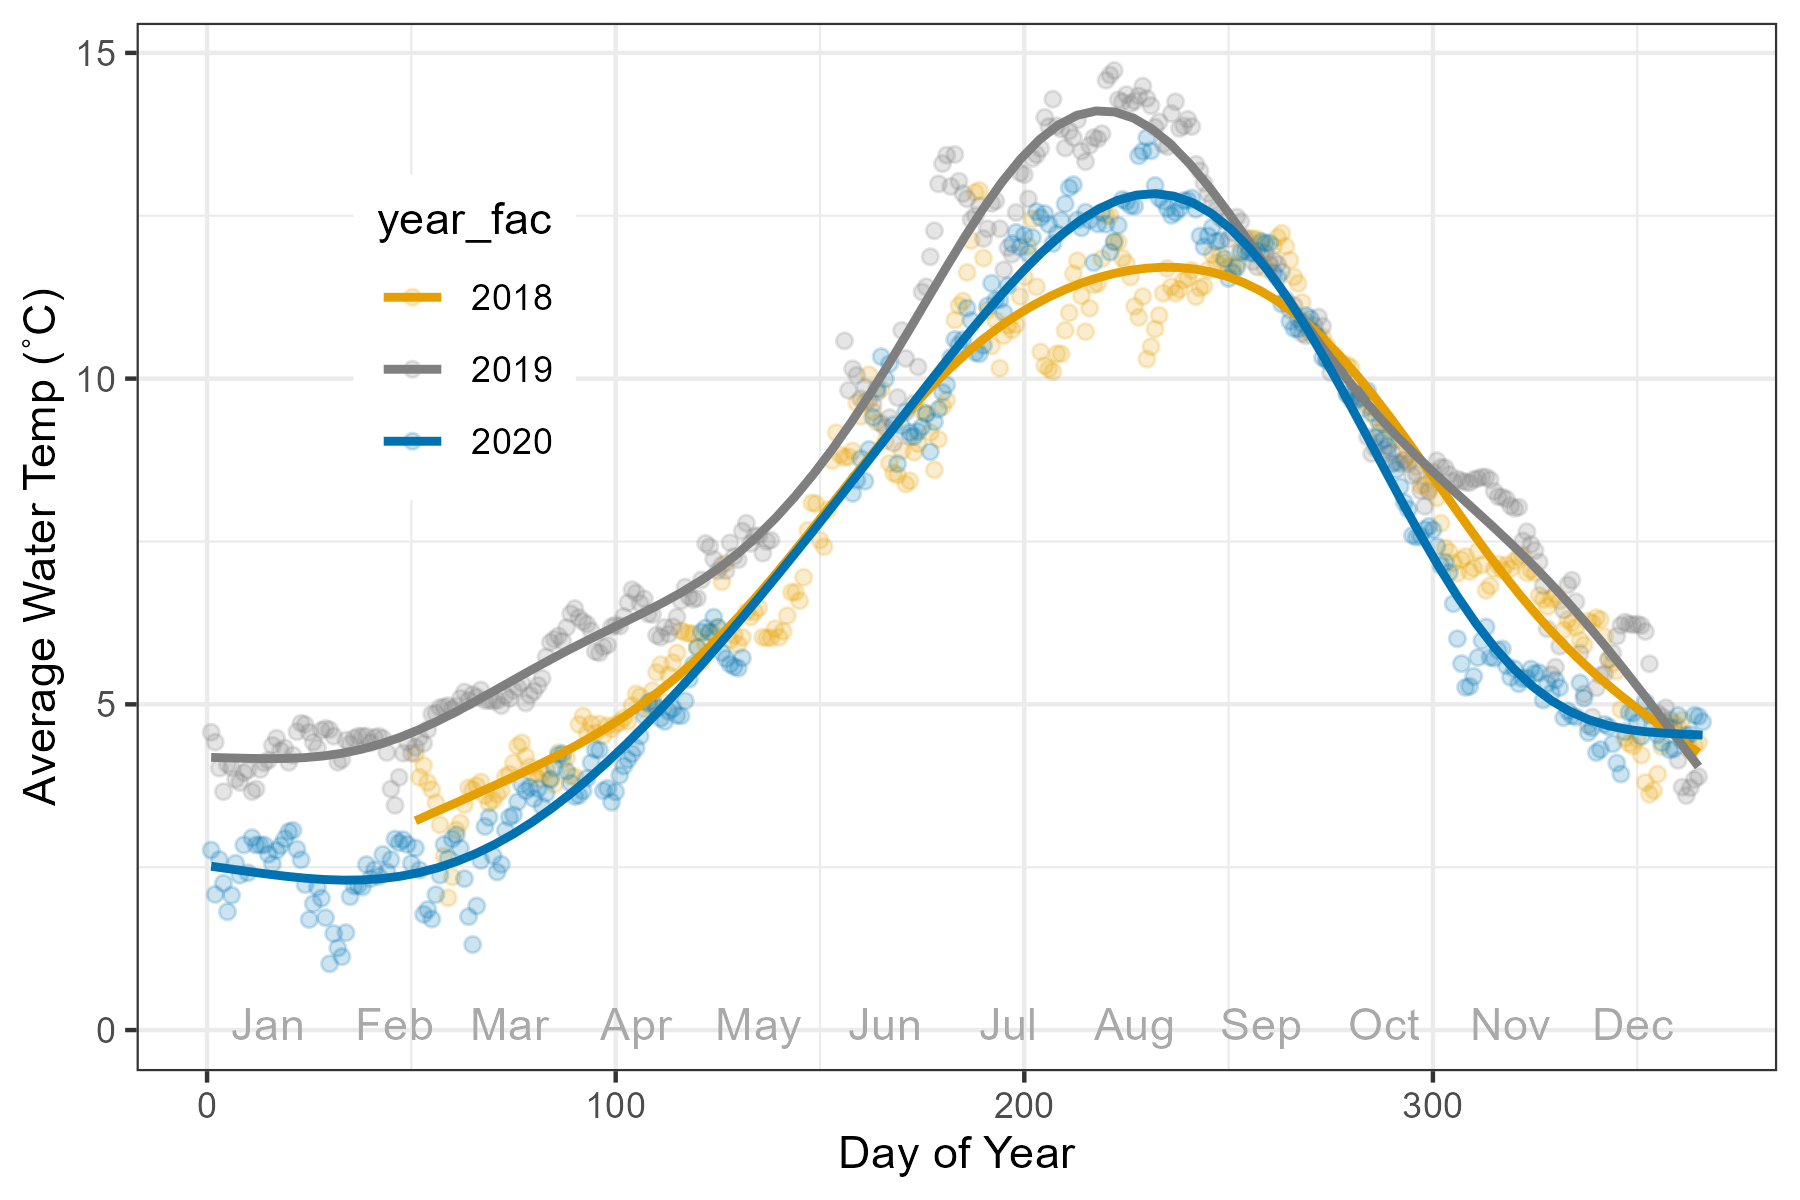 15
10
5
0
Average Water Temp (°C)
year_fac
2018
2019
2020
Jan Feb Mar Apr May Jun Jul Aug Sep Oct Nov Dec
0 100 200 300
Day of Year